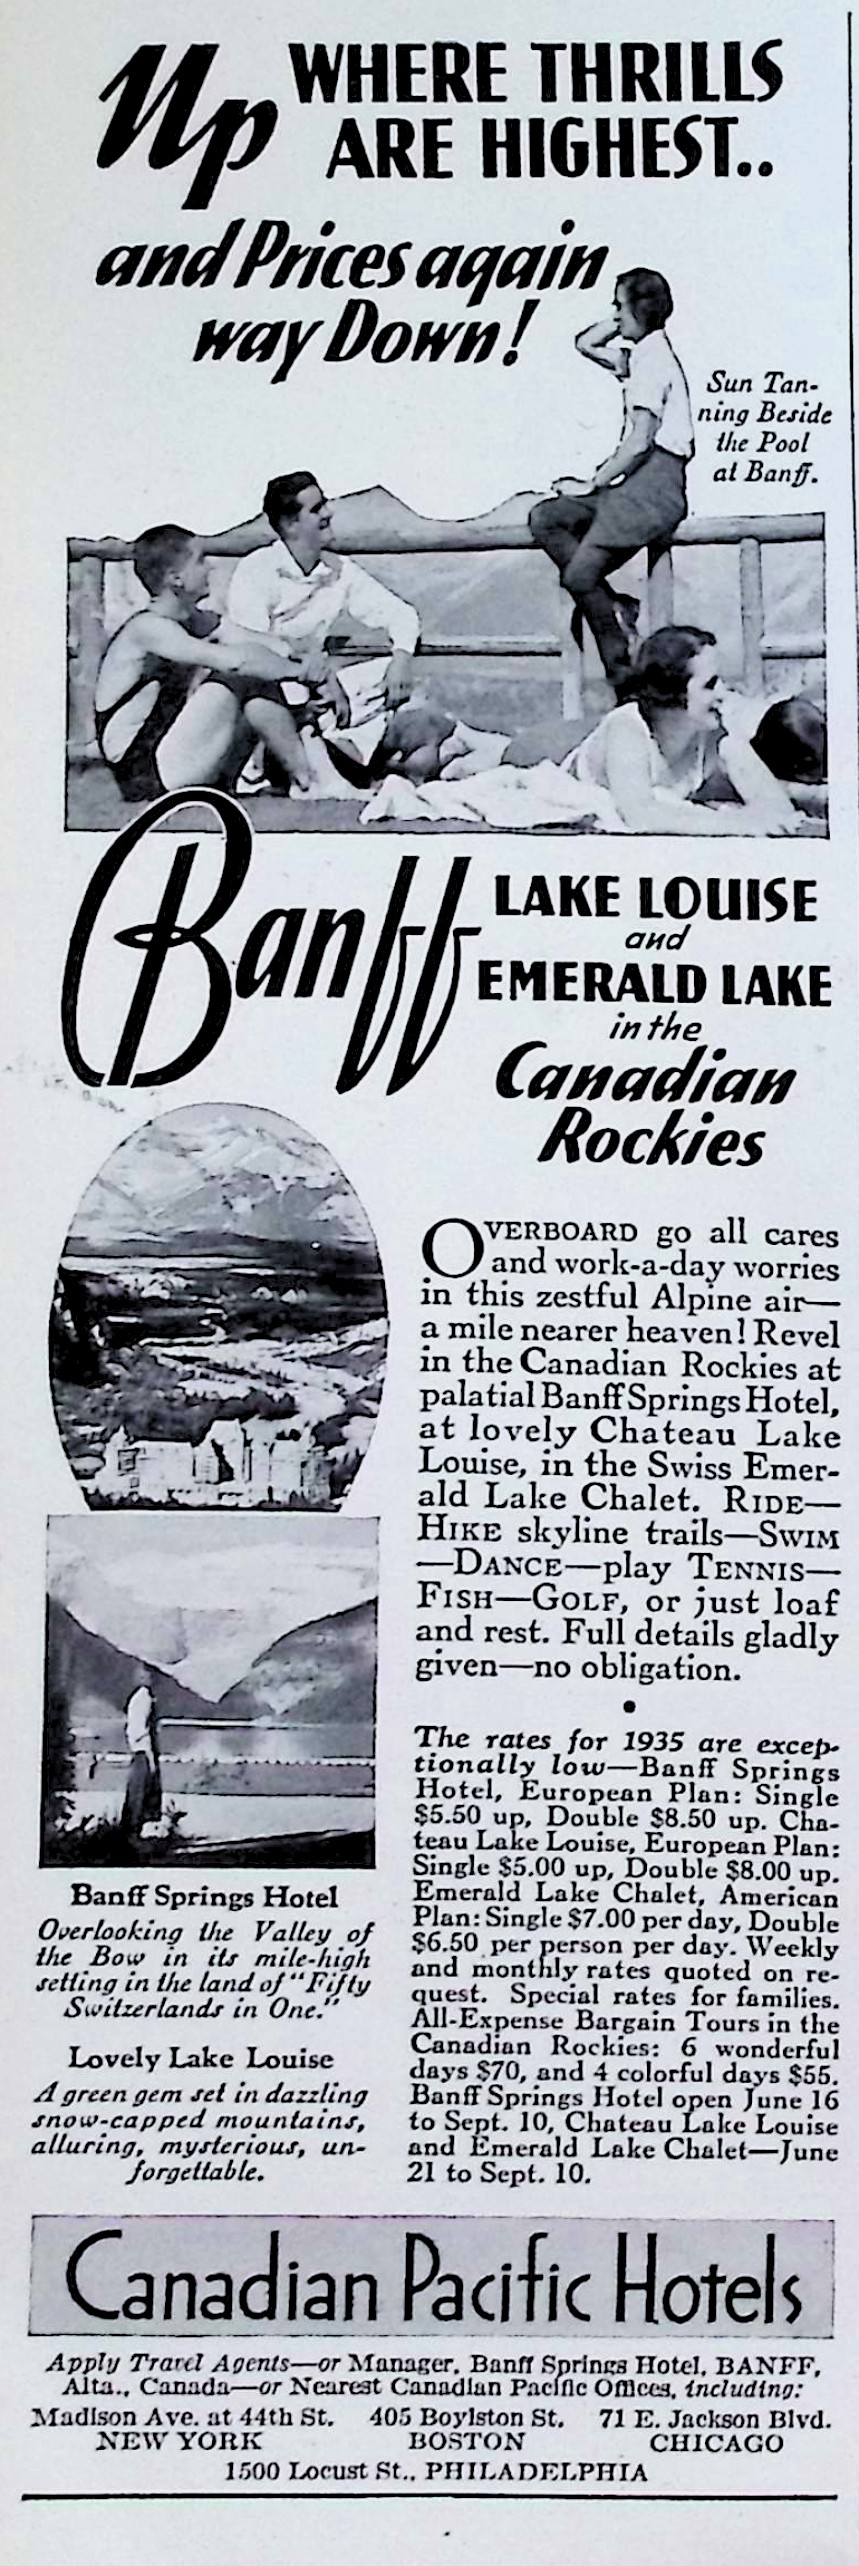 Up WHERE THRILLS
ARE HIGHEST..
and Prices again
way Down!
Sun Tan-
ning Beside
the Pool
at Banff.
Banff
LAKE LOUISE
and
EMERALD LAKE
in the
Canadian
Rockies
OVERBOARD go all cares
and work-a-day worries
in this zestful Alpine air—
a mile nearer heaven! Revel
in the Canadian Rockies at
palatial Banff Springs Hotel,
at lovely Chateau Lake
Louise, in the Swiss Emer-
ald Lake Chalet. RIDE—
HIKE skyline trails—SWIM
—DANCE—play TENNIS—
FISH—GOLF, or just loaf
and rest. Full details gladly
given—no obligation.
•
The rates for 1935 are excep-
tionally low—Banff Springs
Hotel, European Plan: Single
$5.50 up, Double $8.50 up. Cha-
teau Lake Louise, European Plan:
Single $5.00 up, Double $8.00 up.
Emerald Lake Chalet, American
Plan: Single $7.00 per day, Double
$6.50 per person per day. Weekly
and monthly rates quoted on re-
quest. Special rates for families.
All-Expense Bargain Tours in the
Canadian Rockies: 6 wonderful
days $70, and 4 colorful days $55.
Banff Springs Hotel open June 16
to Sept. 10, Chateau Lake Louise
and Emerald Lake Chalet—June
21 to Sept. 10.
Banff Springs Hotel
Overlooking the Valley of
the Bow in its mile-high
setting in the land of "Fifty
Switzerlands in One."
Lovely Lake Louise
A green gem set in dazzling
snow-capped mountains,
alluring, mysterious, un-
forgettable.
Canadian Pacific Hotels
Apply Travel Agents—or Manager, Banff Springs Hotel, BANFF,
Alta., Canada—or Nearest Canadian Pacific Offices, including:
Madison Ave. at 44th St. 405 Boylston St. 71 E. Jackson Blvd.
NEW YORK BOSTON CHICAGO
1500 Locust St., PHILADELPHIA